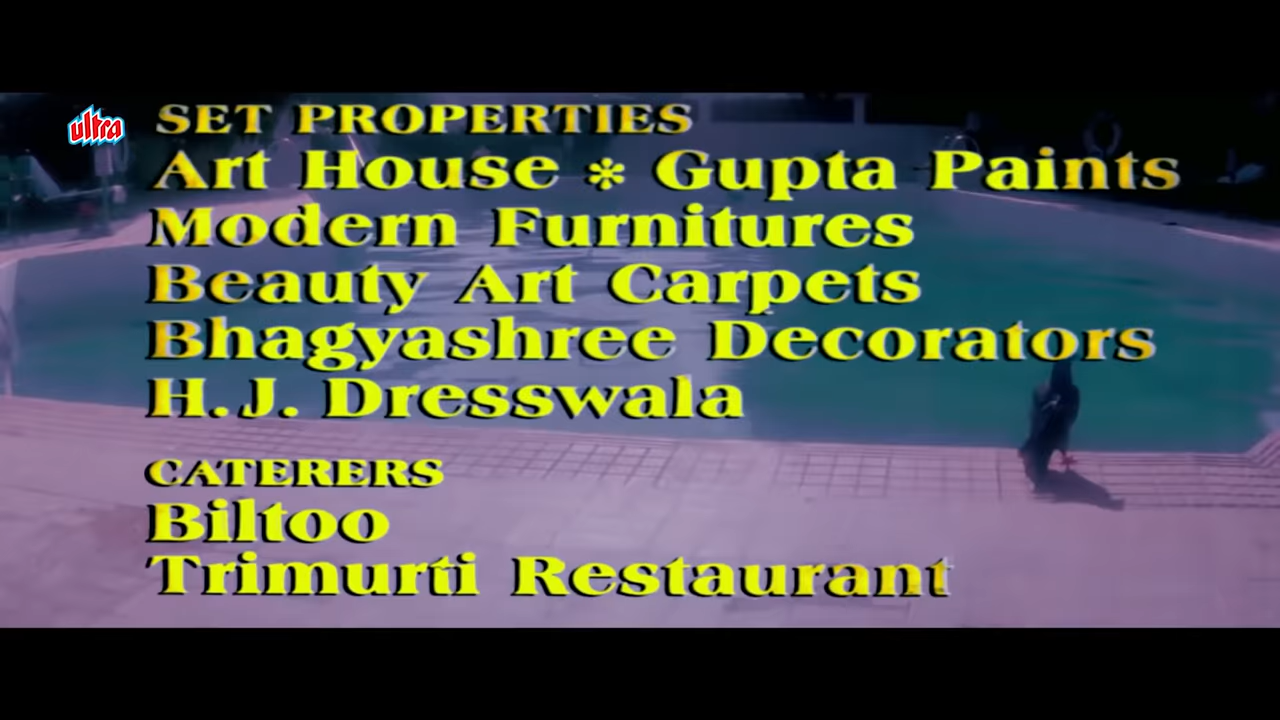 ultra
SET PROPERTIES
Art House * Gupta Paints
Modern Furnitures
Beauty Art Carpets
Bhagyashree Decorators
H. J. Dresswala
CATERERS
Biltoo
Trimurti Restaurant